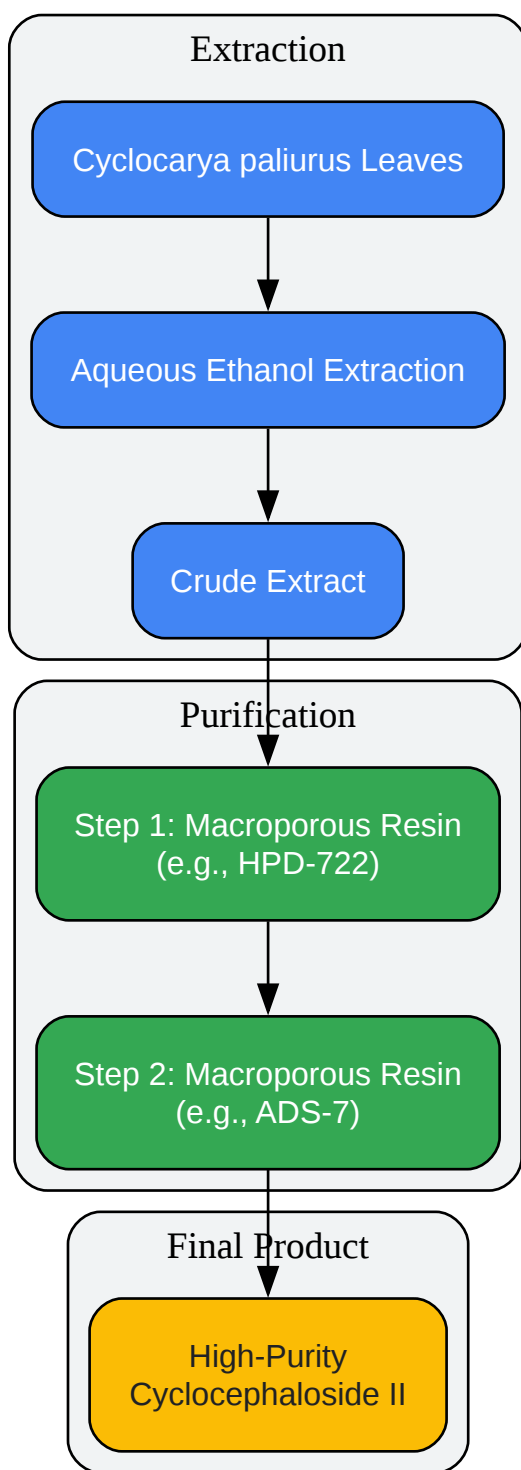 Extraction
Cyclocarya paliurus Leaves
Aqueous Ethanol Extraction
Crude Extract
Purification
Step 1: Macroporous Resin
(e.g., HPD-722)
Step 2: Macroporous Resin
(e.g., ADS-7)
Final Product
High-Purity
Cyclocephaloside II